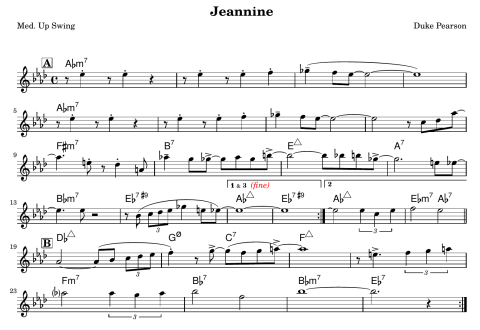 Jeannine
Med. Up Swing
Duke Pearson
A
A♭m7
5
A♭m7
9
F♯m7 B7 E△ A7
1 & 3 (fine) 2
13
B♭m7 E♭7♯9 A♭△ E♭7♯9 A♭△ E♭m7 A♭7
B
19
D♭△ GØ C7 F△
3 3 3
23
Fm7 B♭7 B♭m7 E♭7
3